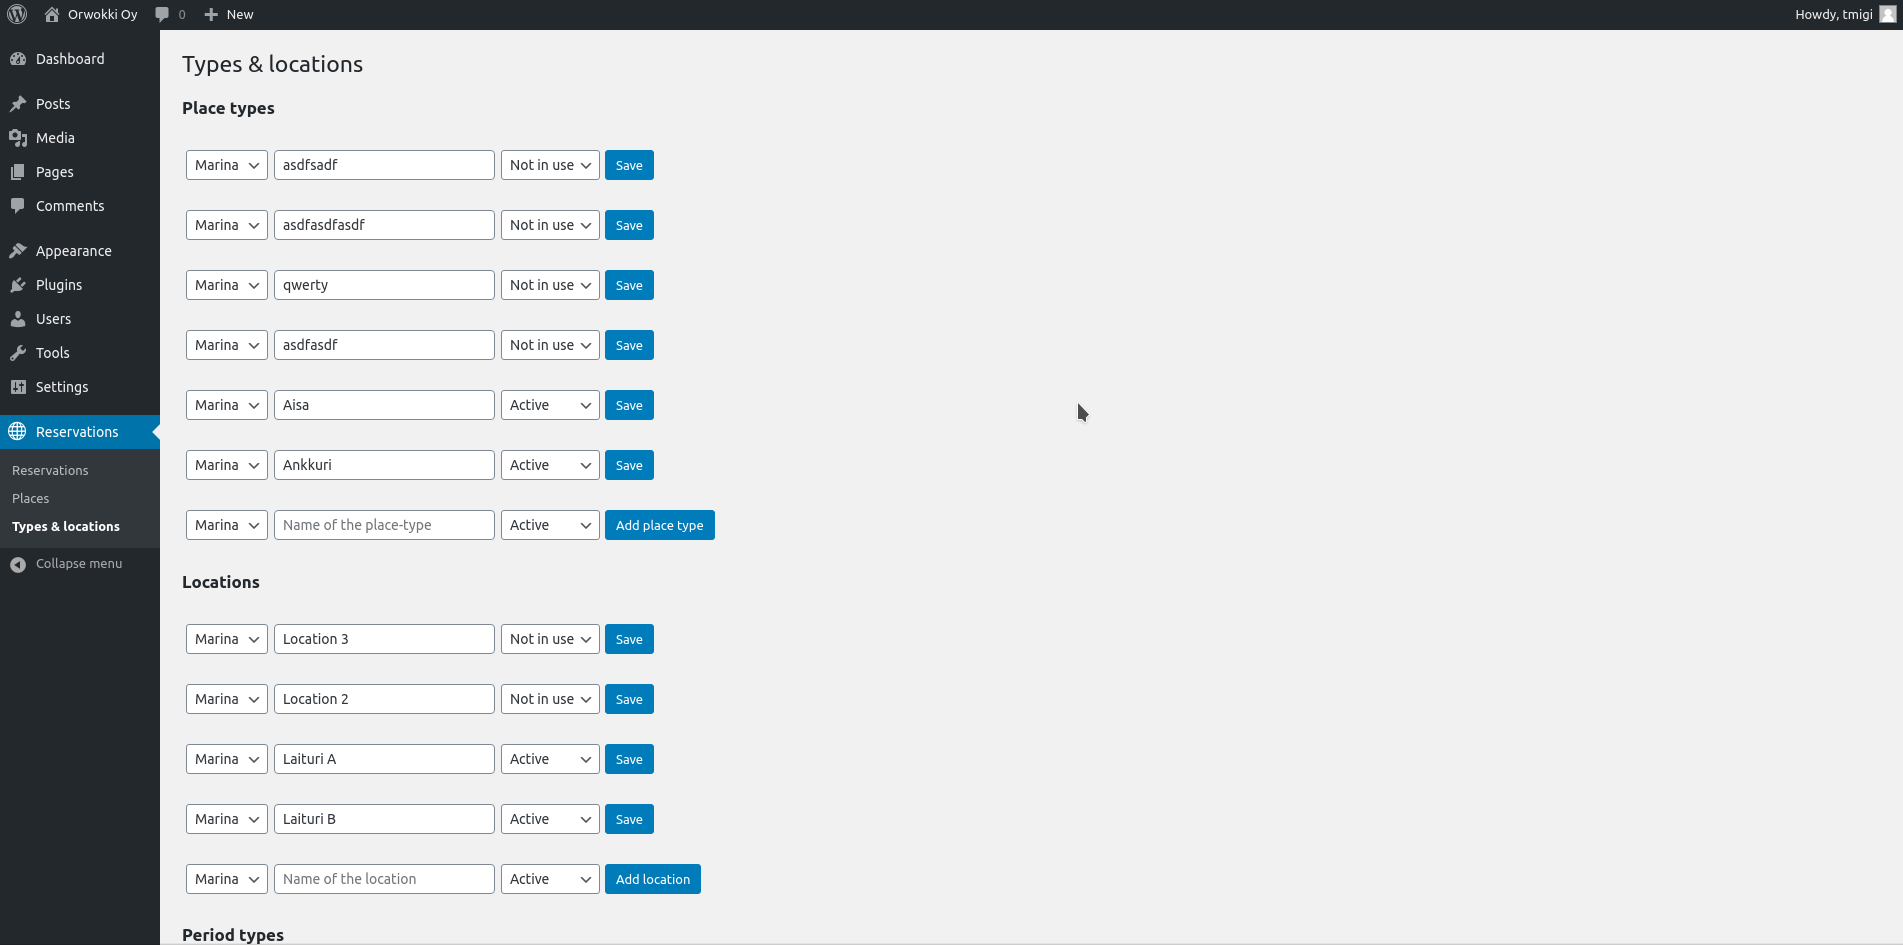 Orwokki Oy 0 New Howdy, tmigi
Dashboard
Posts
Media
Pages
Comments
Appearance
Plugins
Users
Tools
Settings
Reservations
Reservations
Places
Types & locations
Collapse menu
Types & locations
Place types
Marina asdfsadf Not in use Save
Marina asdfasdfasdf Not in use Save
Marina qwerty Not in use Save
Marina asdfasdf Not in use Save
Marina Aisa Active Save
Marina Ankkuri Active Save
Marina Name of the place-type Active Add place type
Locations
Marina Location 3 Not in use Save
Marina Location 2 Not in use Save
Marina Laituri A Active Save
Marina Laituri B Active Save
Marina Name of the location Active Add location
Period types